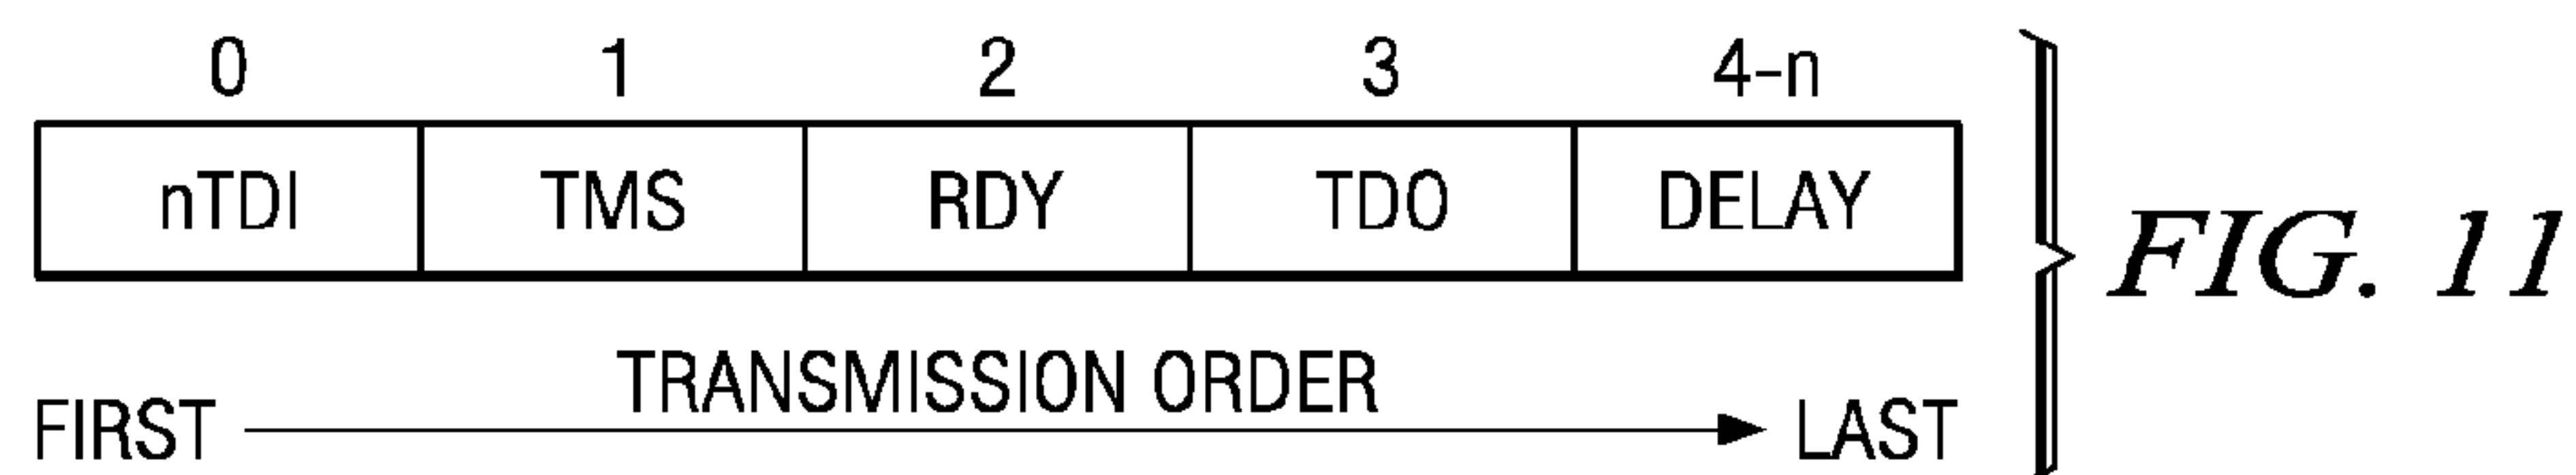 0 1 2 3 4-n
nTDI TMS RDY TDO DELAY
FIG. 11
TRANSMISSION ORDER
FIRST LAST